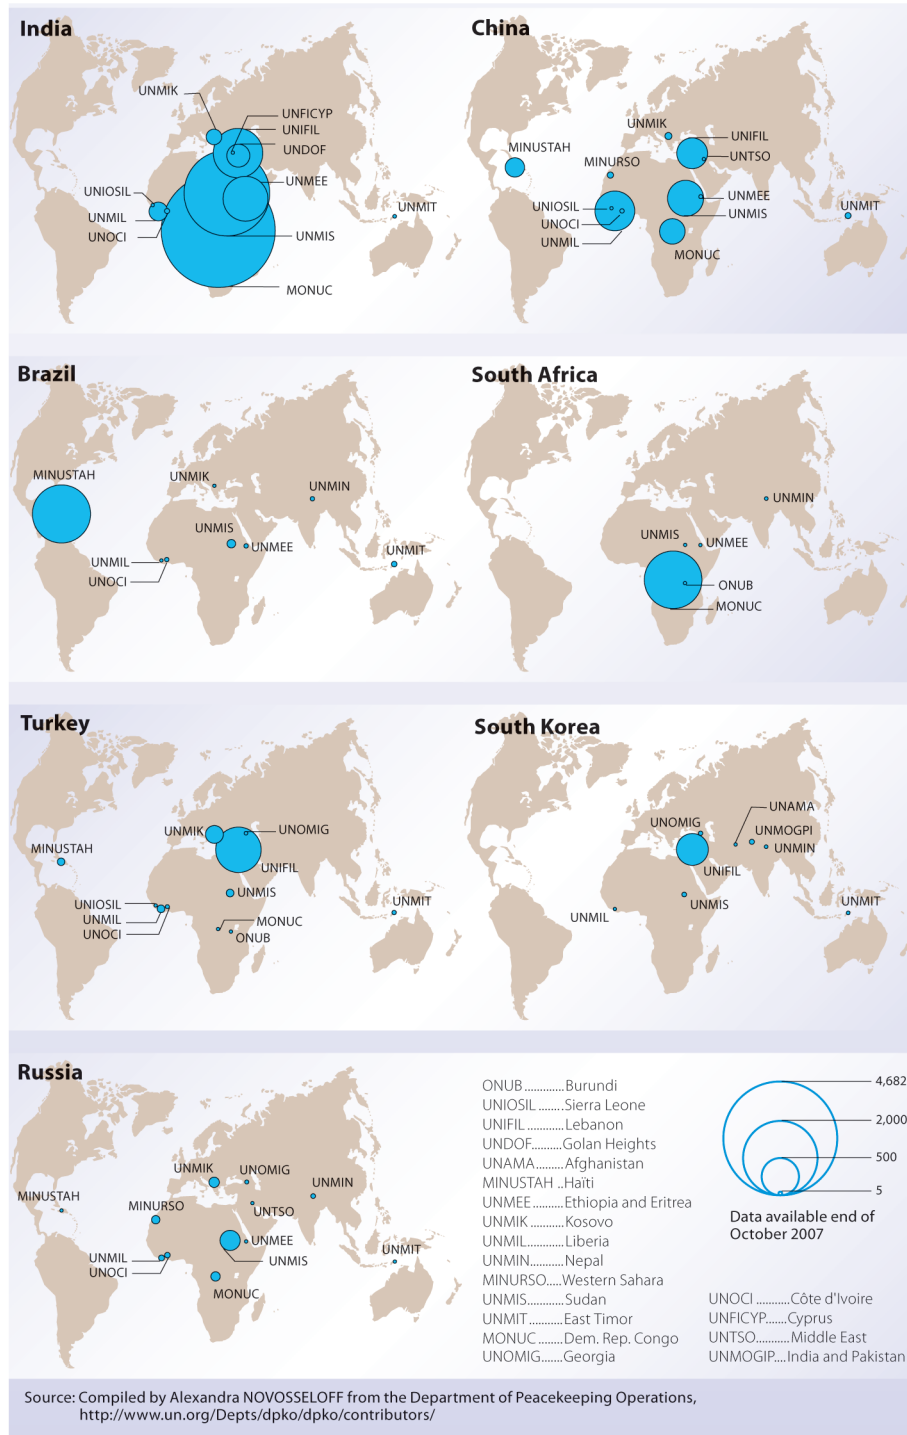 India
UNMIK
UNFICYP
UNIFIL
UNDOF
UNMEE
UNIOSIL
UNMIL
UNOCI
UNMIT
UNMIS
MONUC
China
UNMIK
UNIFIL
MINUSTAH
MINURSO
UNTSO
UNIOSIL
UNMEE
UNOCI
UNMIS
UNMIT
UNMIL
MONUC
Brazil
MINUSTAH
UNMIK
UNMIN
UNMIS
UNMEE
UNMIL
UNOCI
UNMIT
South Africa
UNMIN
UNMIS
UNMEE
ONUB
MONUC
Turkey
UNMIK
UNOMIG
MINUSTAH
UNIFIL
UNMIS
UNIOSIL
UNMIL
UNOCI
MONUC
ONUB
UNMIT
South Korea
UNAMA
UNOMIG
UNMOGPI
UNMIN
UNIFIL
UNMIS
UNMIL
UNMIT
Russia
UNMIK
UNOMIG
UNMIN
MINUSTAH
MINURSO
UNTSO
UNMEE
UNMIL
UNOCI
UNMIS
UNMIT
MONUC
ONUB.............Burundi
UNIOSIL ........Sierra Leone
UNIFIL ............Lebanon
UNDOF.........Golan Heights
UNAMA.........Afghanistan
MINUSTAH ..Haïti
UNMEE..........Ethiopia and Eritrea
UNMIK ..........Kosovo
UNMIL...........Liberia
UNMIN...........Nepal
MINURSO.....Western Sahara
UNMIS............Sudan
UNMIT...........East Timor
MONUC ........Dem. Rep. Congo
UNOMIG.......Georgia
4,682
2,000
500
5
Data available end of
October 2007
UNOCI ...........Côte d'Ivoire
UNFICYP.......Cyprus
UNTSO...........Middle East
UNMOGIP....India and Pakistan
Source: Compiled by Alexandra NOVOSSELOFF from the Department of Peacekeeping Operations,
http://www.un.org/Depts/dpko/dpko/contributors/